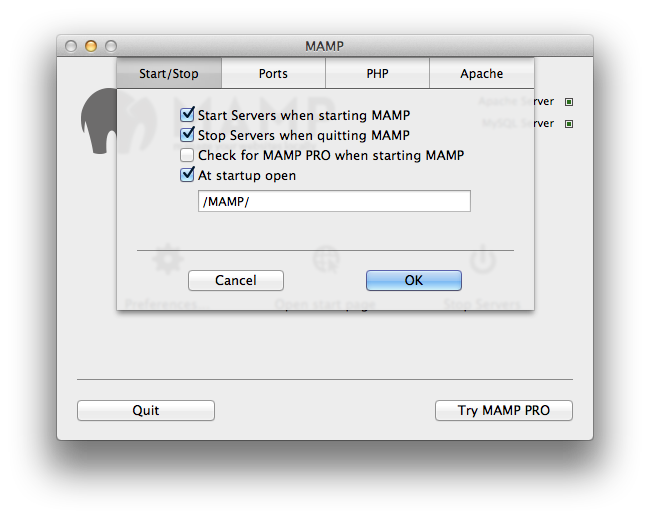 MAMP
Start/Stop
Ports
PHP
Apache
MAMP
Apache Server
MySQL Server
Start Servers when starting MAMP
Stop Servers when quitting MAMP
Check for MAMP PRO when starting MAMP
At startup open
/MAMP/
Cancel
OK
Preferences...
Open start page
Stop Servers
Quit
Try MAMP PRO